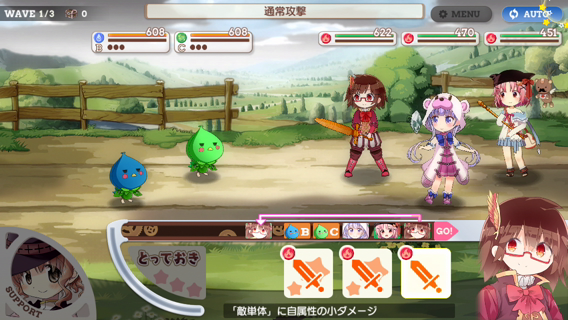 WAVE 1/3 0
通常攻撃
MENU
AUTO
B 608
C 608
622
470
451
B
C
GO!
とっておき
SUPPORT
「敵単体」に自属性の小ダメージ